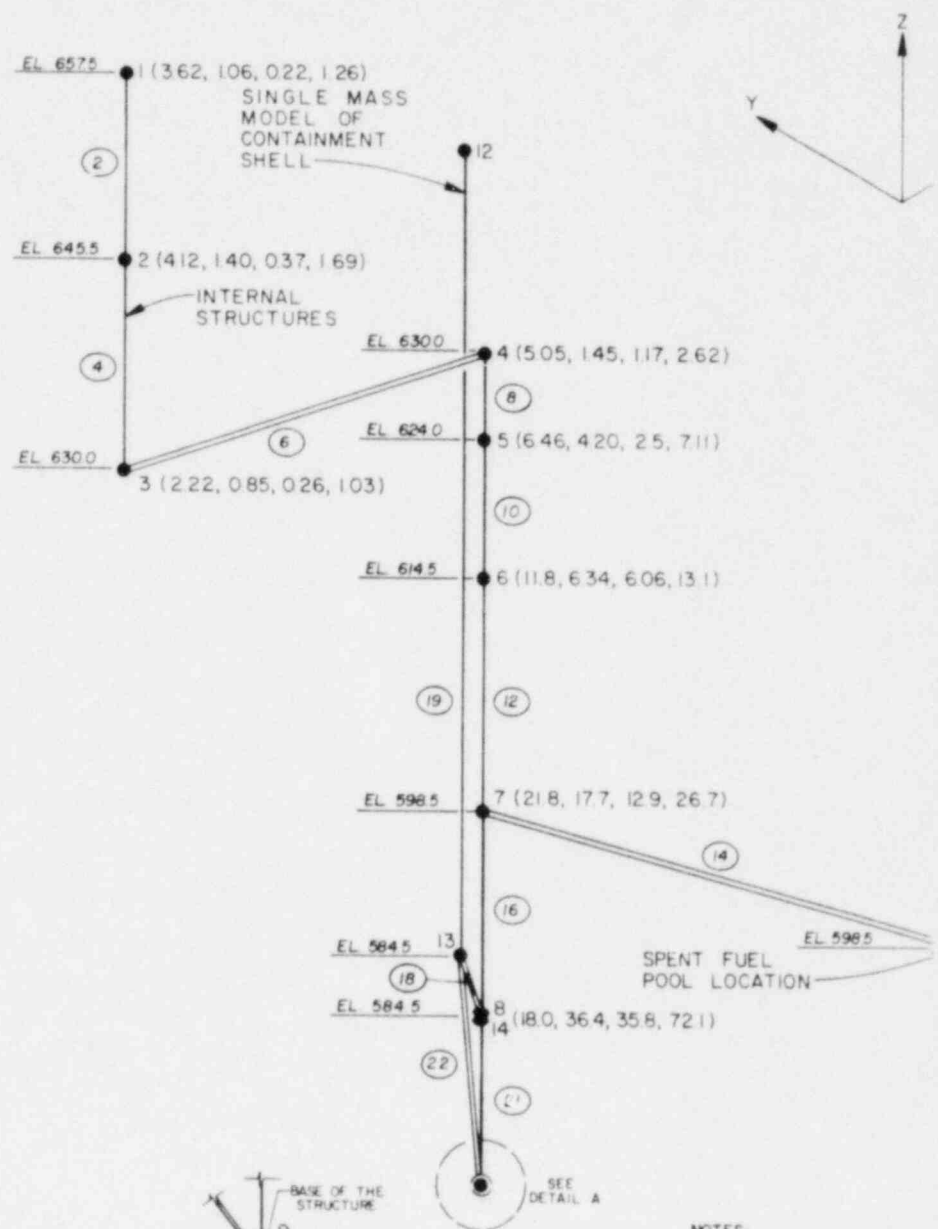 Z
Y
EL 657.5
1 (3.62, 1.06, 0.22, 1.26)
SINGLE MASS
MODEL OF
CONTAINMENT
SHELL
12
2
EL. 645.5
2 (4.12, 1.40, 0.37, 1.69)
INTERNAL
STRUCTURES
EL. 630.0
4 (5.05, 1.45, 1.17, 2.62)
4
8
6
EL 624.0
5 (6.46, 4.20, 2.5, 7.11)
EL 630.0
3 (2.22, 0.85, 0.26, 1.03)
10
EL 614.5
6 (11.8, 6.34, 6.06, 13.1)
19
12
EL 598.5
7 (21.8, 17.7, 12.9, 26.7)
14
16
EL 598.5
EL 584.5
13
SPENT FUEL
POOL LOCATION
18
EL 584.5
8
14 (18.0, 36.4, 35.8, 72.1)
22
21
BASE OF THE
STRUCTURE
SEE
DETAIL A
NOTES